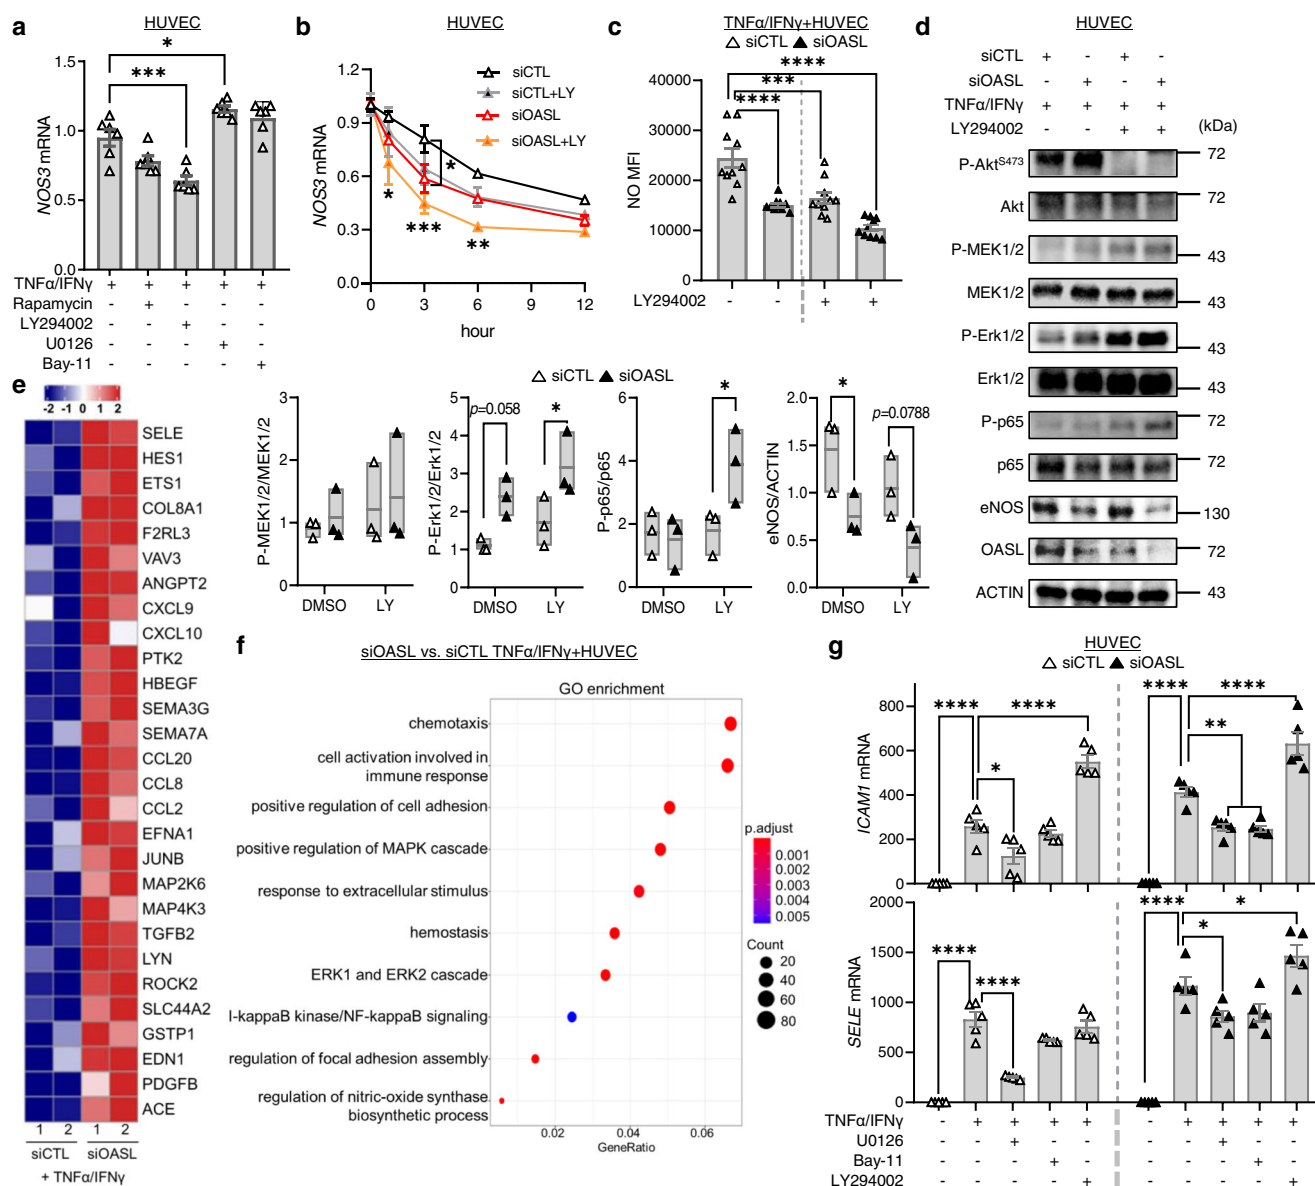 a
HUVEC
NOS3 mRNA
1.5
1.0
0.5
0.0
*
***
TNFα/IFNγ + + + + +
Rapamycin - + - - -
LY294002 - - + - -
U0126 - - - + -
Bay-11 - - - - +
b
HUVEC
NOS3 mRNA
1.2
0.9
0.6
0.3
0.0
siCTL
siCTL+LY
siOASL
siOASL+LY
*
*
***
**
0 3 6 12
hour
c
TNFα/IFNγ+HUVEC
△ siCTL ▲ siOASL
NO MFI
40000
30000
20000
10000
0
****
***
****
LY294002 - - + +
d
HUVEC
siCTL + - + -
siOASL - + - +
TNFα/IFNγ + + + +
LY294002 - - + + (kDa)
P-AktS473 72
Akt 72
P-MEK1/2 43
MEK1/2 43
P-Erk1/2 43
Erk1/2 43
P-p65 72
p65 72
eNOS 130
OASL 72
ACTIN 43
△ siCTL ▲ siOASL
P-MEK1/2/MEK1/2
3
2
1
0
DMSO LY
P-Erk1/2/Erk1/2
5
4
3
2
1
0
p=0.058
*
DMSO LY
P-p65/p65
6
4
2
0
*
DMSO LY
eNOS/ACTIN
2.0
1.5
1.0
0.5
0.0
*
p=0.0788
DMSO LY
e
-2 -1 0 1 2
SELE
HES1
ETS1
COL8A1
F2RL3
VAV3
ANGPT2
CXCL9
CXCL10
PTK2
HBEGF
SEMA3G
SEMA7A
CCL20
CCL8
CCL2
EFNA1
JUNB
MAP2K6
MAP4K3
TGFB2
LYN
ROCK2
SLC44A2
GSTP1
EDN1
PDGFB
ACE
1 2 1 2
siCTL siOASL
+ TNFα/IFNγ
f
siOASL vs. siCTL TNFα/IFNγ+HUVEC
GO enrichment
chemotaxis
cell activation involved in
immune response
positive regulation of cell adhesion
positive regulation of MAPK cascade
response to extracellular stimulus
hemostasis
ERK1 and ERK2 cascade
I-kappaB kinase/NF-kappaB signaling
regulation of focal adhesion assembly
regulation of nitric-oxide synthase
biosynthetic process
0.02 0.04 0.06
GeneRatio
p.adjust
0.001
0.002
0.003
0.004
0.005
Count
20
40
60
80
g
HUVEC
△ siCTL ▲ siOASL
ICAM1 mRNA
800
600
400
200
0
**** ****
*
**** ****
**
SELE mRNA
2000
1500
1000
500
0
****
****
**** *
*
TNFα/IFNγ - + + + + - + + + +
U0126 - - + - - - - + - -
Bay-11 - - - + - - - - + -
LY294002 - - - - + - - - - +